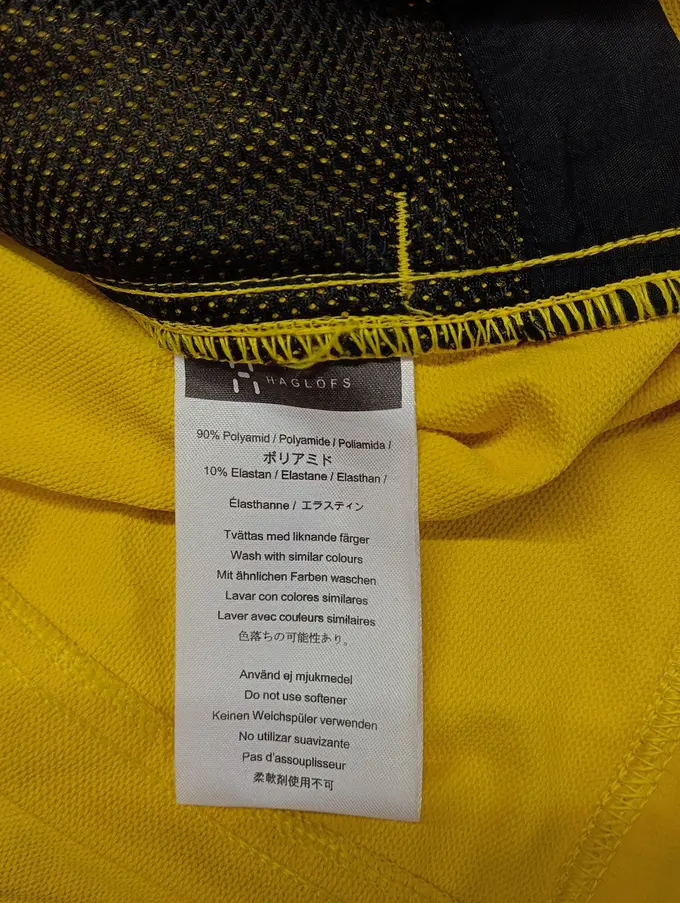 HAGLÖFS
90% Polyamid / Polyamide / Poliamida /
ポリアミド
10% Elastan / Elastane / Elasthan /
Élasthanne / エラスティン
Tvättas med liknande färger
Wash with similar colours
Mit ähnlichen Farben waschen
Lavar con colores similares
Laver avec couleurs similaires
色落ちの可能性あり。
Använd ej mjukmedel
Do not use softener
Keinen Weichspüler verwenden
No utilizar suavizante
Pas d'assouplisseur
柔軟剤使用不可